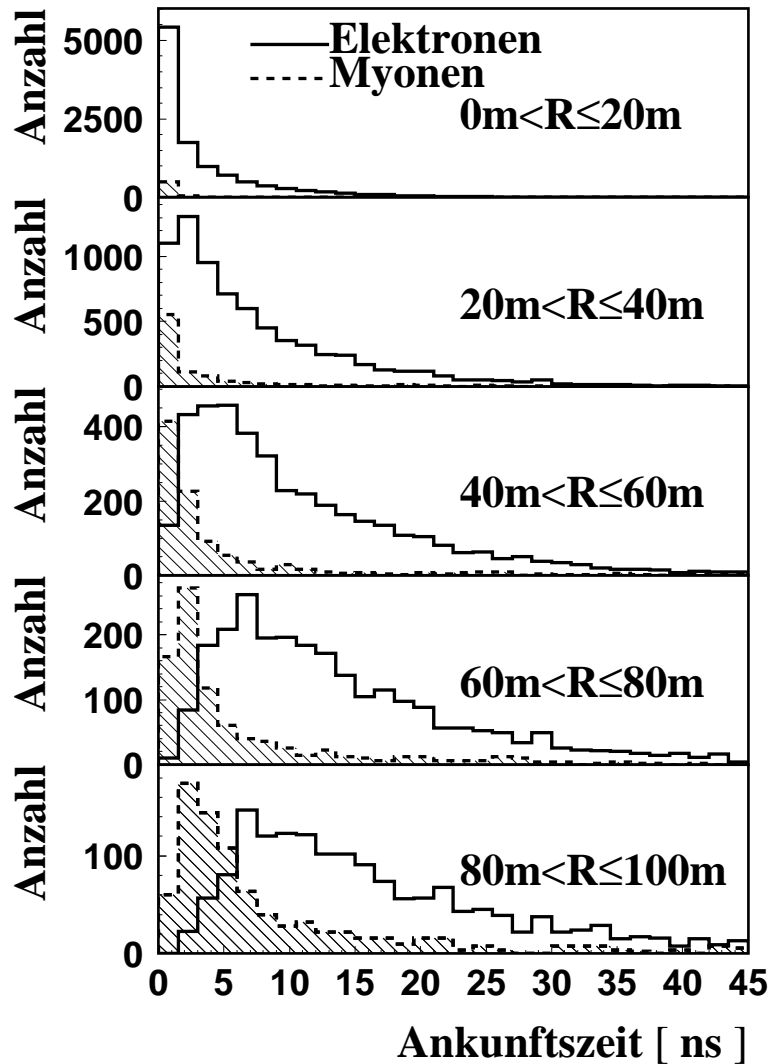 Elektronen
Myonen
0m<R≤20m
Anzahl
5000
2500
0
20m<R≤40m
Anzahl
1000
500
0
40m<R≤60m
Anzahl
400
200
0
60m<R≤80m
Anzahl
200
100
0
80m<R≤100m
Anzahl
100
0
0 5 10 15 20 25 30 35 40 45
Ankunftszeit [ ns ]